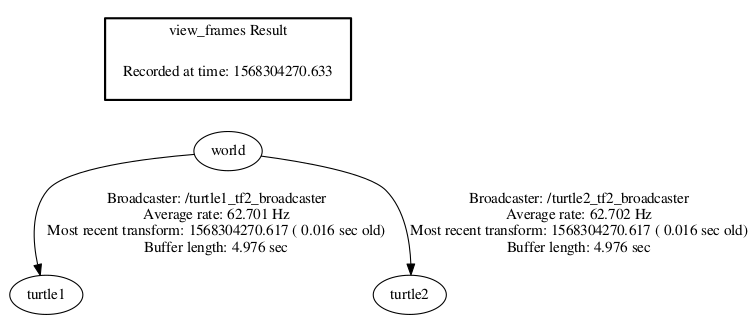 view_frames Result
Recorded at time: 1568304270.633
world
Broadcaster: /turtle1_tf2_broadcaster
Average rate: 62.701 Hz
Most recent transform: 1568304270.617 ( 0.016 sec old)
Buffer length: 4.976 sec
Broadcaster: /turtle2_tf2_broadcaster
Average rate: 62.702 Hz
Most recent transform: 1568304270.617 ( 0.016 sec old)
Buffer length: 4.976 sec
turtle1
turtle2